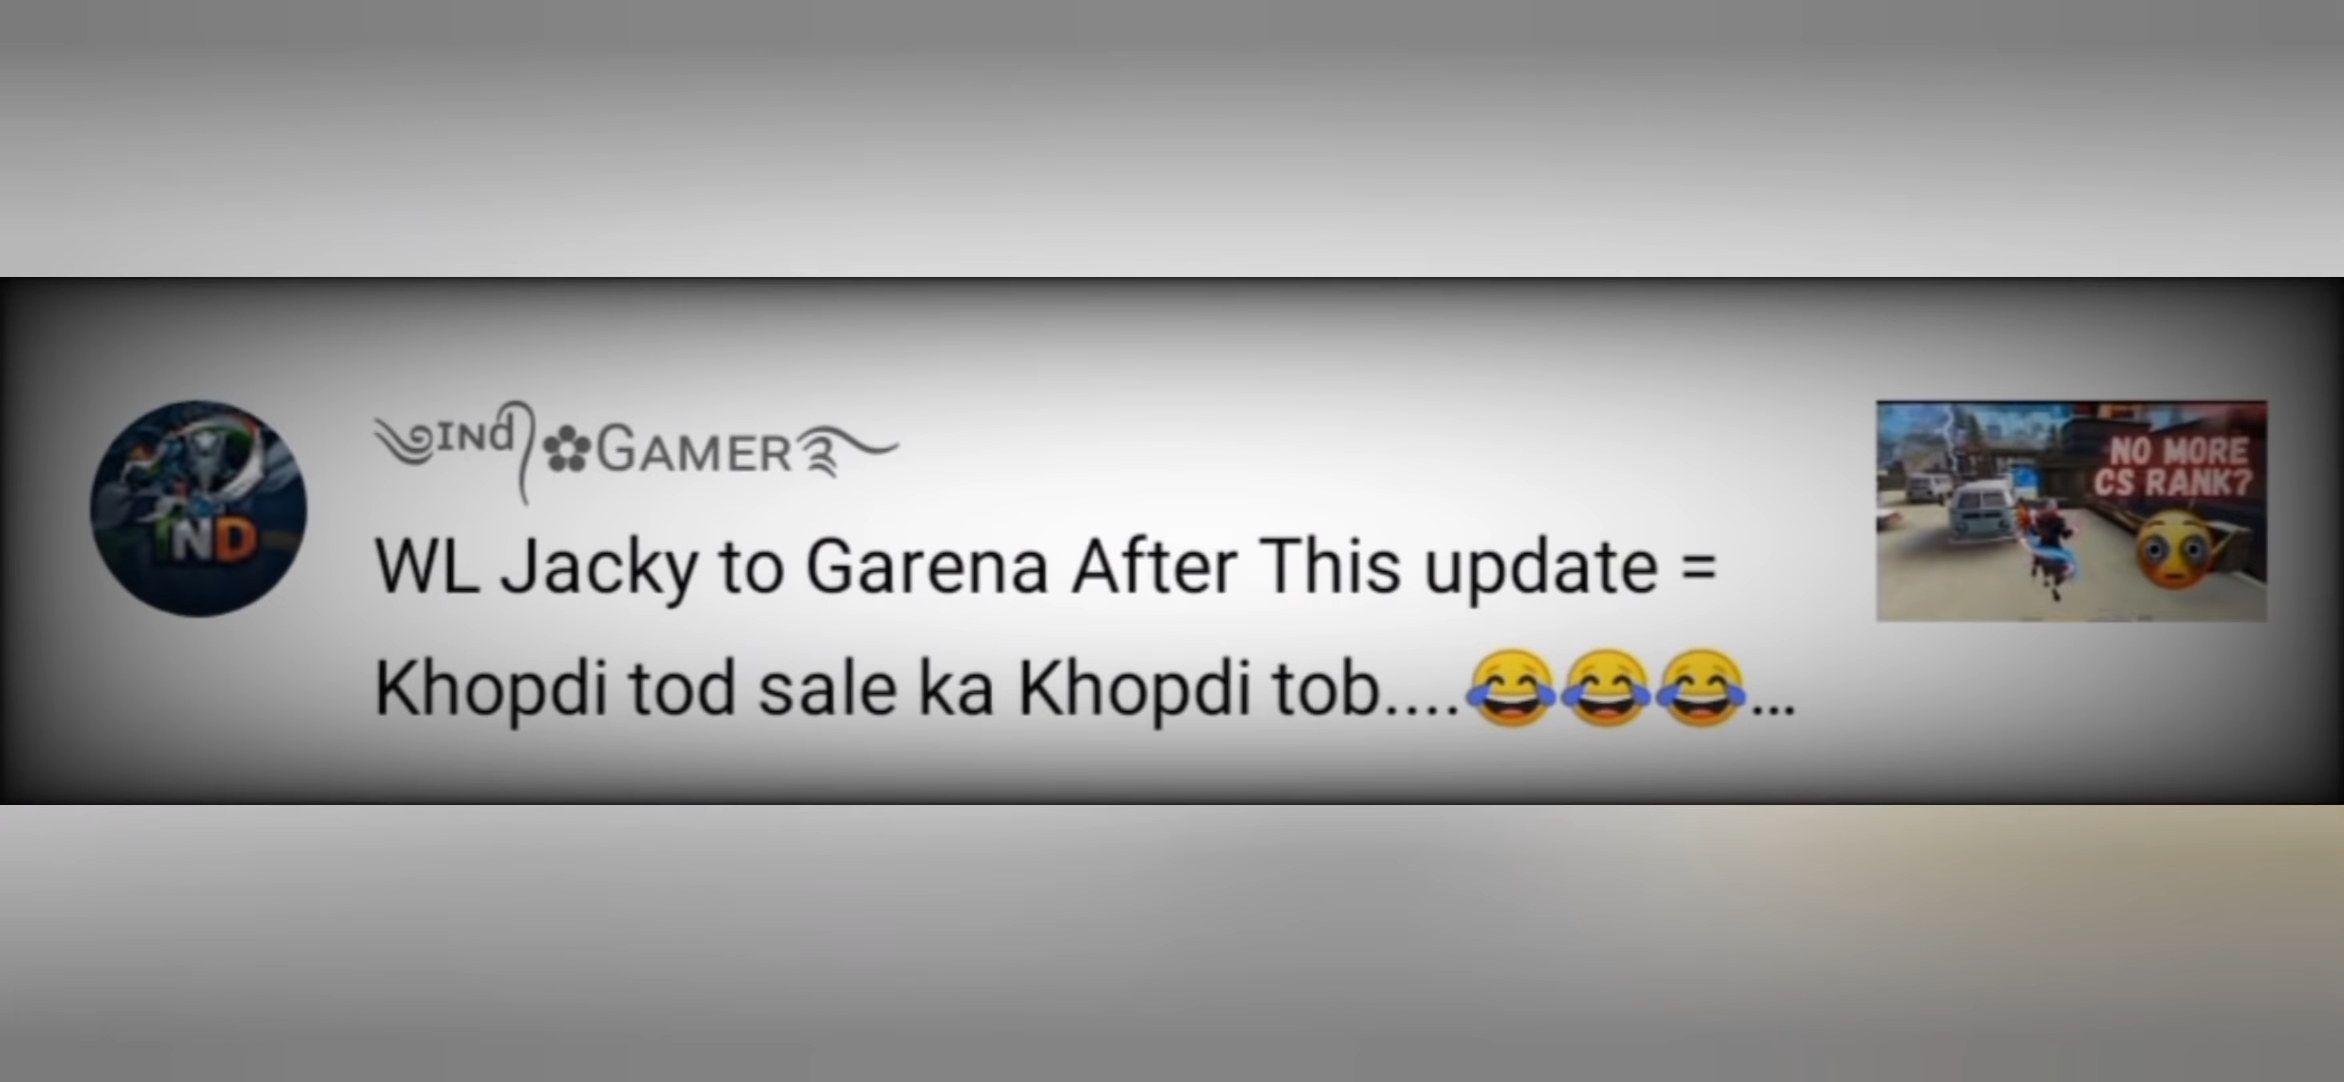 IND
༄ᴵᴺᵈ᭄✿Gᴀᴍᴇʀ࿐
WL Jacky to Garena After This update =
Khopdi tod sale ka Khopdi tob....😂😂😂...
NO MORE
CS RANK?